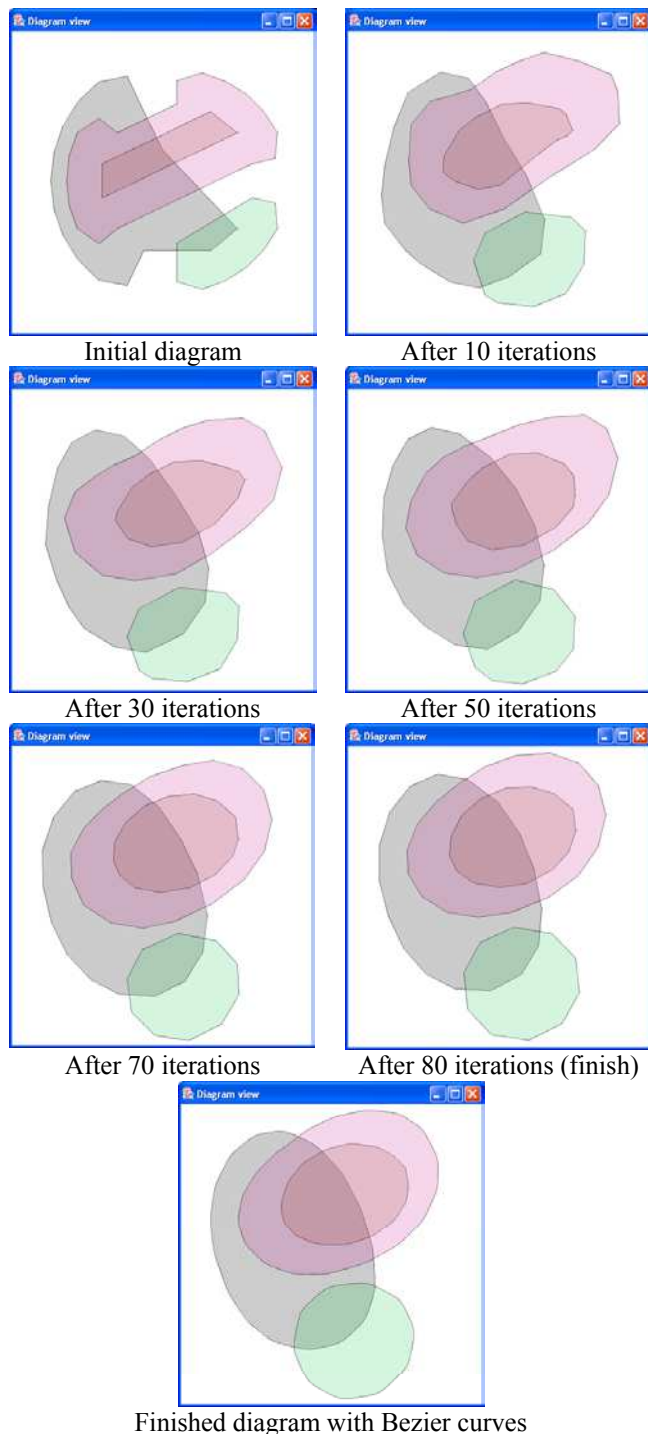 Diagram view
Diagram view
Initial diagram
After 10 iterations
Diagram view
Diagram view
After 30 iterations
After 50 iterations
Diagram view
Diagram view
After 70 iterations
After 80 iterations (finish)
Diagram view
Finished diagram with Bezier curves